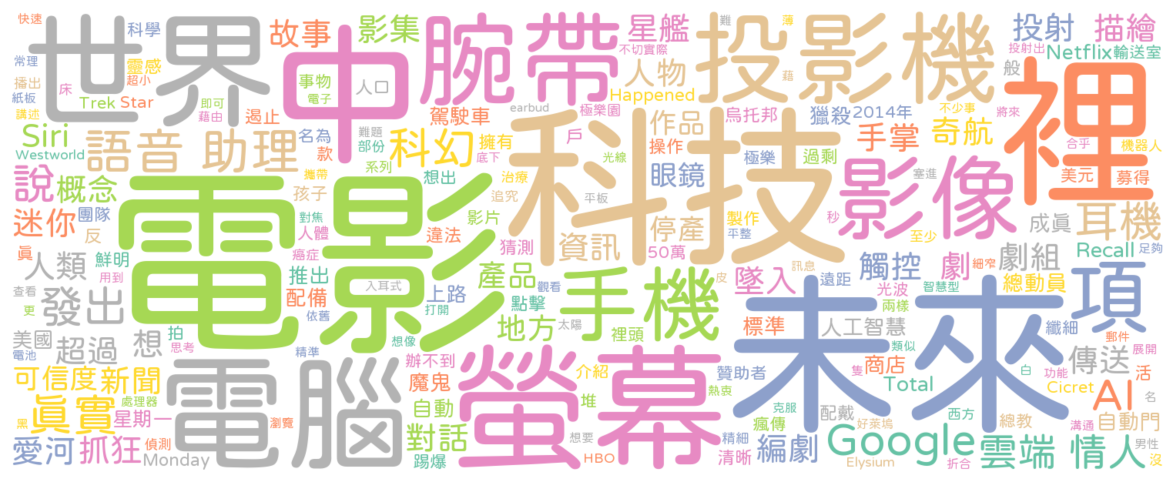 快速 科學 故事 影集 腕帶 星艦 難 薄 投影機 投射 描繪
世界 中 不切實際 Netflix 輸送室
常理 靈感 事物 人口 人物 投射出 般 裡
播出 超小 電子 Happened 藉
紙板 床 Trek Star 即可 earbud 極樂園 烏托邦 獵殺 2014年 不少事 將來
講述 藉由 遏止 駕駛車 戶 作品 手掌 奇航 合乎
Siri 語音 助理 名為 難題 科幻 擁有 科技 操作 極樂 過剩 機器人
Westworld 款 部份 底下 光線 眼鏡 塞進 美元 募得
說 概念 攜帶 系列 想出 治療 影像
迷你 團隊 孩子 電影 追究 平板 停產 製作 秒 成真 耳機
反 對焦 影片 平整 至少
真 人體 違法 猜測 資訊 50萬 劇組 Recall 足夠
人類 鮮明 癌症 皮 訊息 墜入 遠距 觸控 劇 細窄
查看 用到 推出 入耳式 產品 觀看 手機 光波 智慧型 總動員 項
更 發出 配備 上路 點擊 兩樣
依舊 打開 地方 裡頭 標準 人工智慧 纖細
美國 拍 想像 太陽 未來 郵件
電池 超過 想 思考 精準 電腦 辦不到 螢幕 類似 傳送 展開
可信度 新聞 魔鬼 介紹 贊助者 隻 商店 白 功能 活
處理器 自動 堆 熱衷 Total Cicret AI 名
黑 真實 星期一 瀏覽 克服 配戴 西方 總教 自動門
對話 想要 瘋傳 好萊塢 Google 溝通
愛河 抓狂 偵測 精細 編劇 雲端 情人 男性
Monday 踢爆 HBO 清晰 Elysium 折合 沒